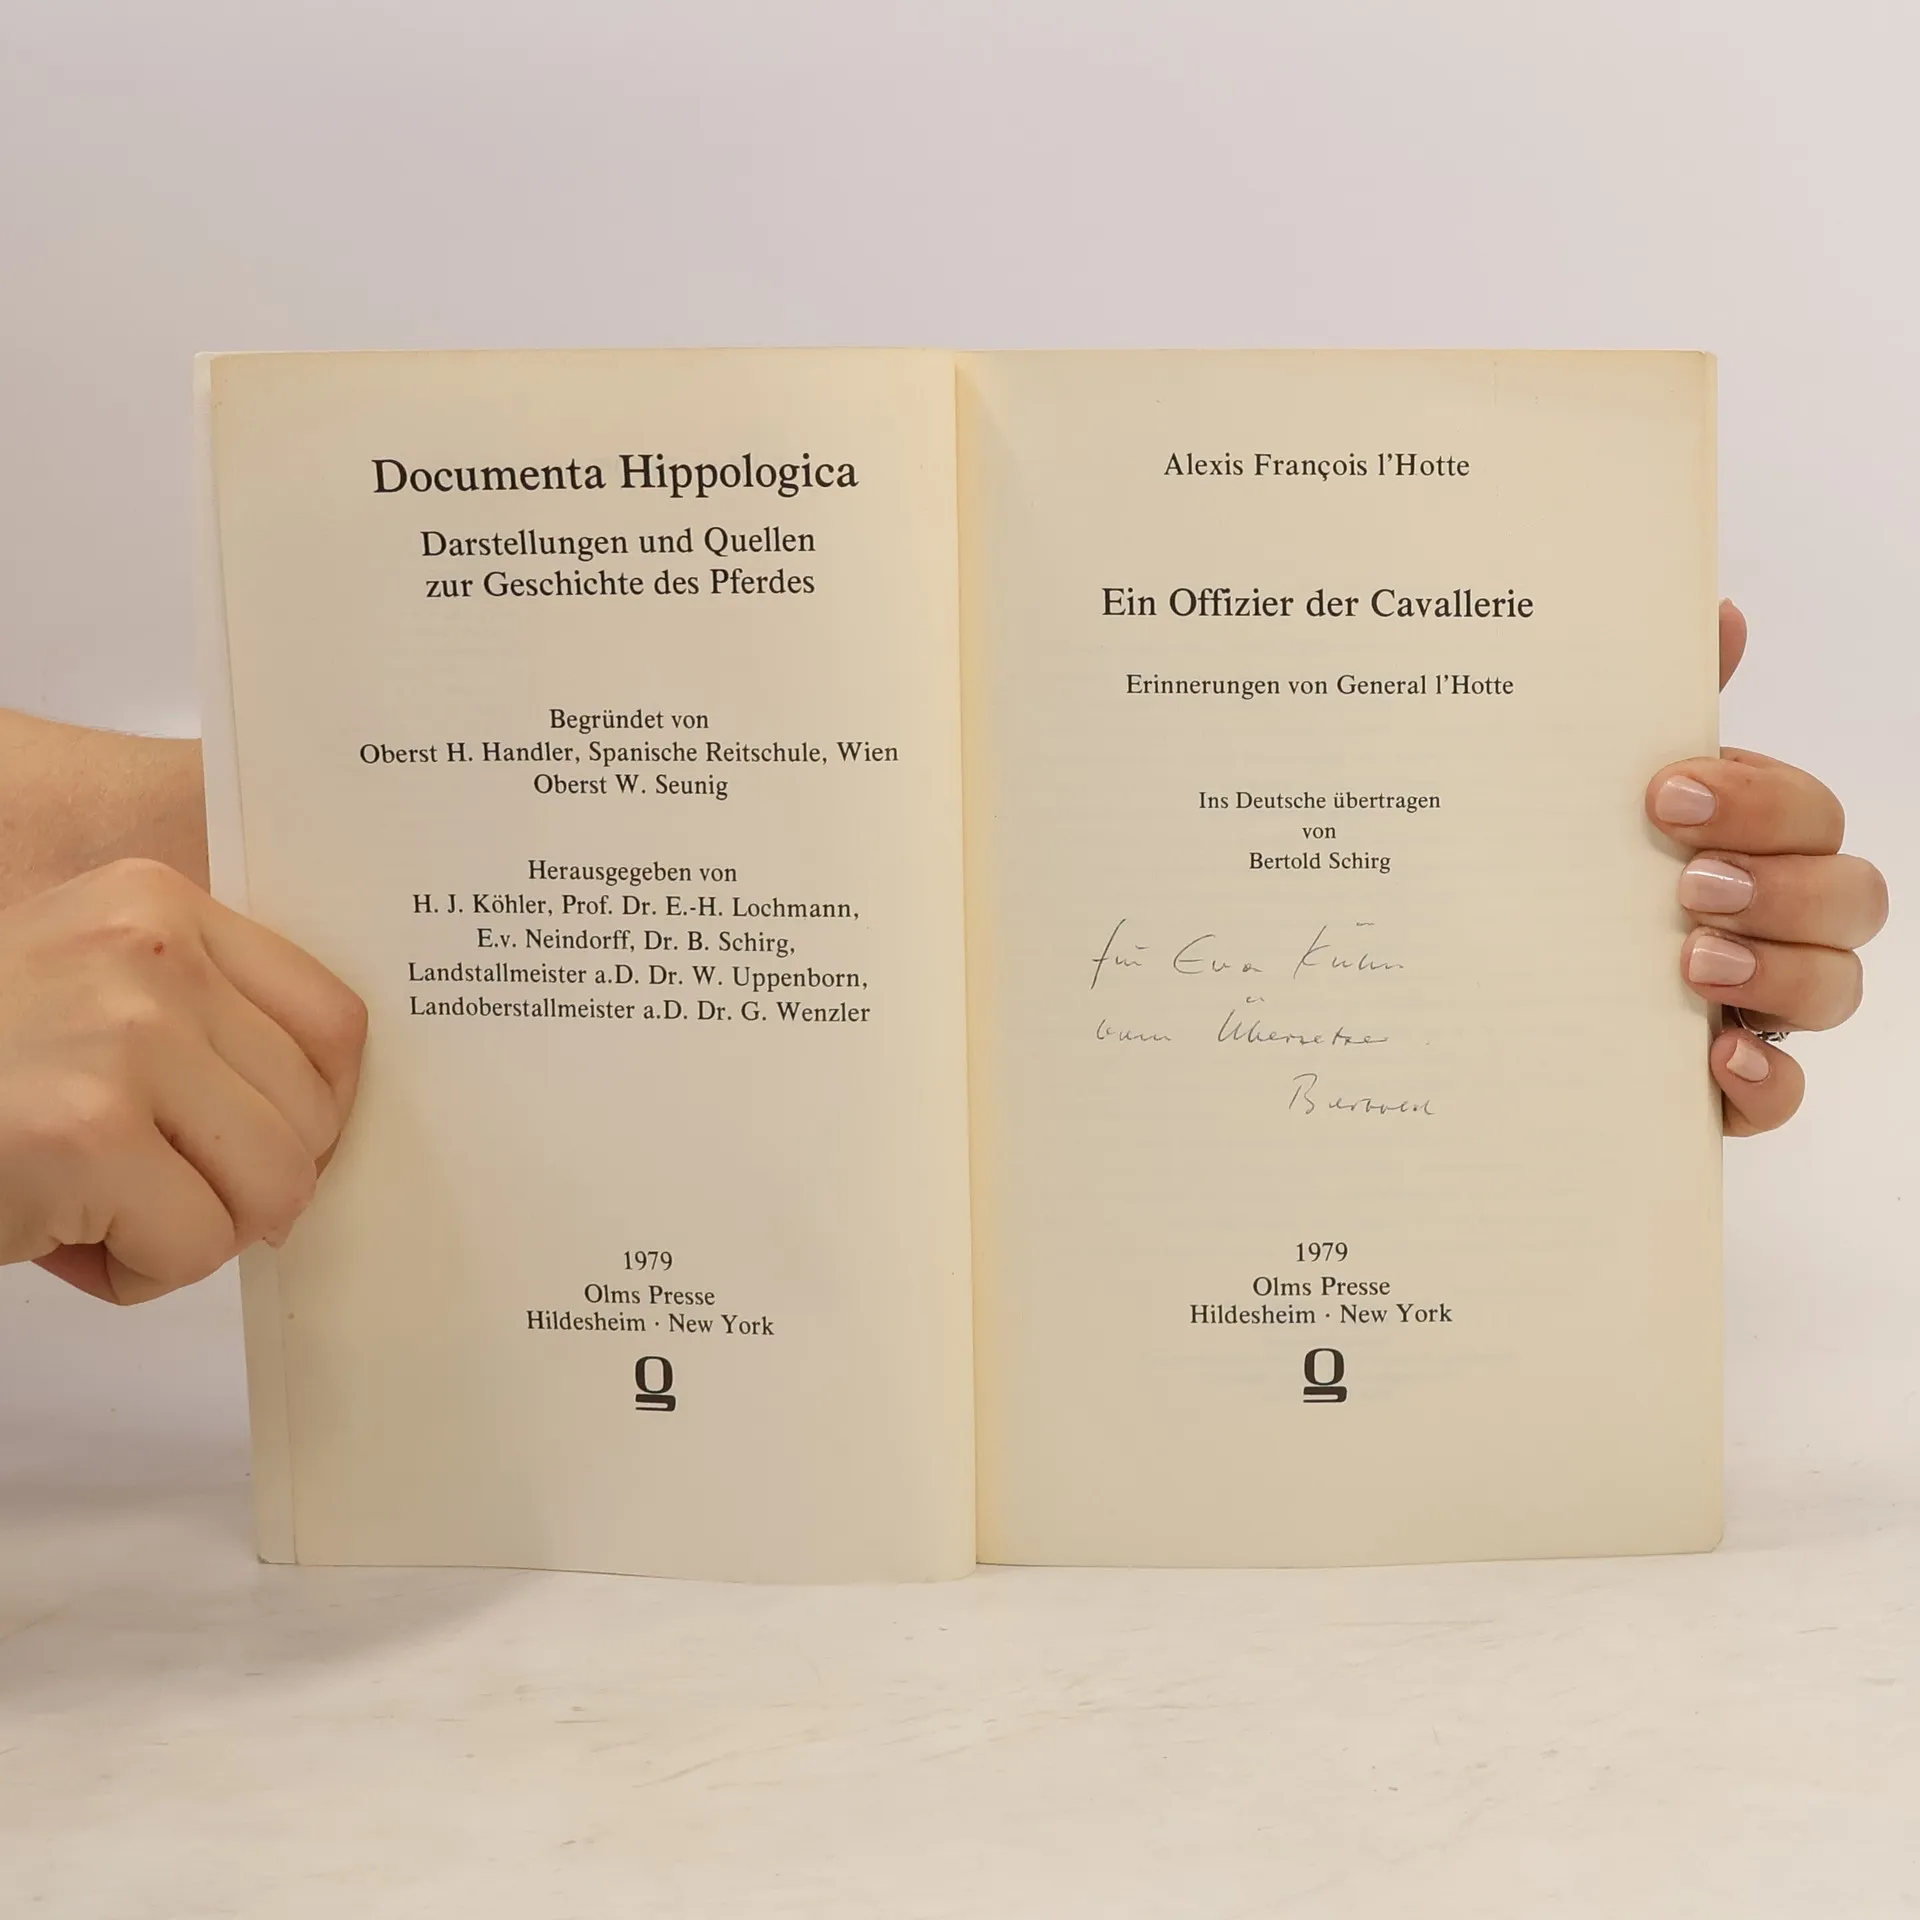 Documenta Hippologica
Darstellungen und Quellen
zur Geschichte des Pferdes
Begründet von
Oberst H. Handler, Spanische Reitschule, Wien
Oberst W. Seunig
Herausgegeben von
H. J. Köhler, Prof. Dr. E.-H. Lochmann,
E.v. Neindorff, Dr. B. Schirg,
Landstallmeister a.D. Dr. W. Uppenborn,
Landoberstallmeister a.D. Dr. G. Wenzler
1979
Olms Presse
Hildesheim · New York
Alexis François l'Hotte
Ein Offizier der Cavallerie
Erinnerungen von General l'Hotte
Ins Deutsche übertragen
von
Bertold Schirg
für Eva Kühn
vom Übersetzer
1979
Olms Presse
Hildesheim · New York